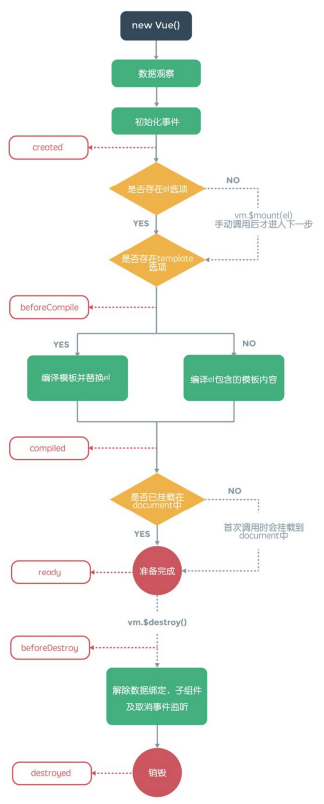 new Vue()
数据观察
初始化事件
created
是否存在el选项
NO
vm.$mount(el)
手动调用后才进入下一步
YES
是否存在template
选项
beforeCompile
YES
NO
编译模板并替换el
编译el包含的模板内容
compiled
是否已挂载在
document中
NO
首次调用时会挂载到
document中
YES
准备完成
ready
vm.$destroy()
beforeDestroy
解除数据绑定，子组件
及取消事件监听
destroyed
销毁